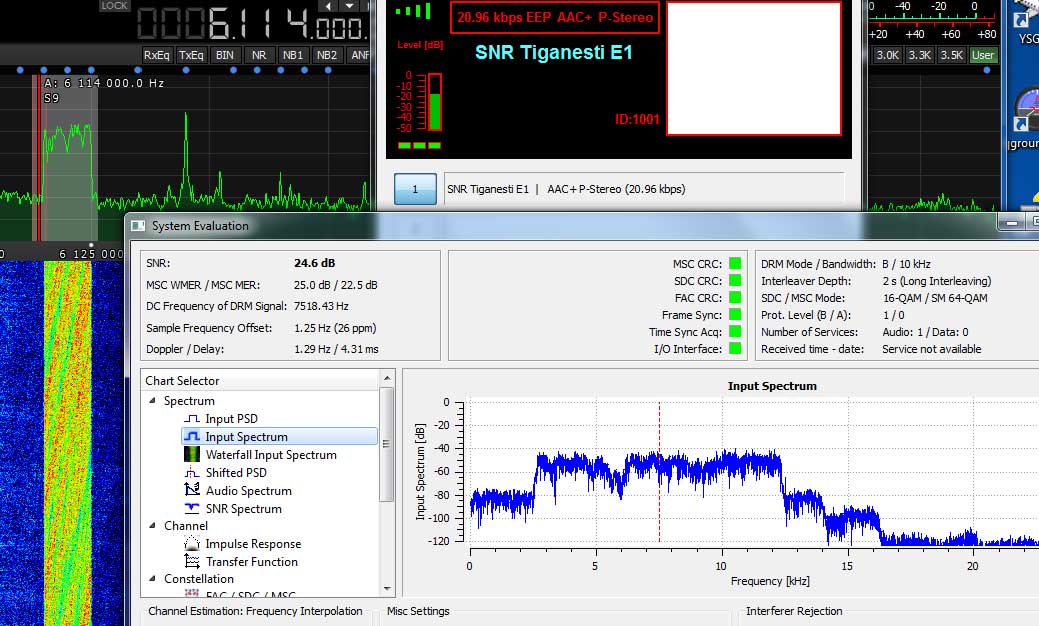 LOCK
0006.114.000.
RxEq TxEq BIN NR NB1 NB2 ANF
A: 6 114 000.0 Hz
S9
20.96 kbps EEP AAC+ P-Stereo
Level [dB]
SNR Tiganesti E1
0
-10
-20
-30
-40
-50
ID:1001
1
SNR Tiganesti E1 | AAC+ P-Stereo (20.96 kbps)
0 -40 -20 0
+20 +40 +60 +80
3.0K 3.3K 3.5K User
YSG
ground
0 6 125 000
System Evaluation
SNR: 24.6 dB
MSC WMER / MSC MER: 25.0 dB / 22.5 dB
DC Frequency of DRM Signal: 7518.43 Hz
Sample Frequency Offset: 1.25 Hz (26 ppm)
Doppler / Delay: 1.29 Hz / 4.31 ms
MSC CRC:
SDC CRC:
FAC CRC:
Frame Sync:
Time Sync Acq:
I/O Interface:
DRM Mode / Bandwidth: B / 10 kHz
Interleaver Depth: 2 s (Long Interleaving)
SDC / MSC Mode: 16-QAM / SM 64-QAM
Prot. Level (B / A): 1 / 0
Number of Services: Audio: 1 / Data: 0
Received time - date: Service not available
Chart Selector
Spectrum
Input PSD
Input Spectrum
Waterfall Input Spectrum
Shifted PSD
Audio Spectrum
SNR Spectrum
Channel
Impulse Response
Transfer Function
Constellation
FAC / SDC / MSC
Input Spectrum
Input Spectrum [dB]
0
-20
-40
-60
-80
-100
-120
0 5 10 15 20
Frequency [kHz]
Channel Estimation: Frequency Interpolation
Misc Settings
Interferer Rejection